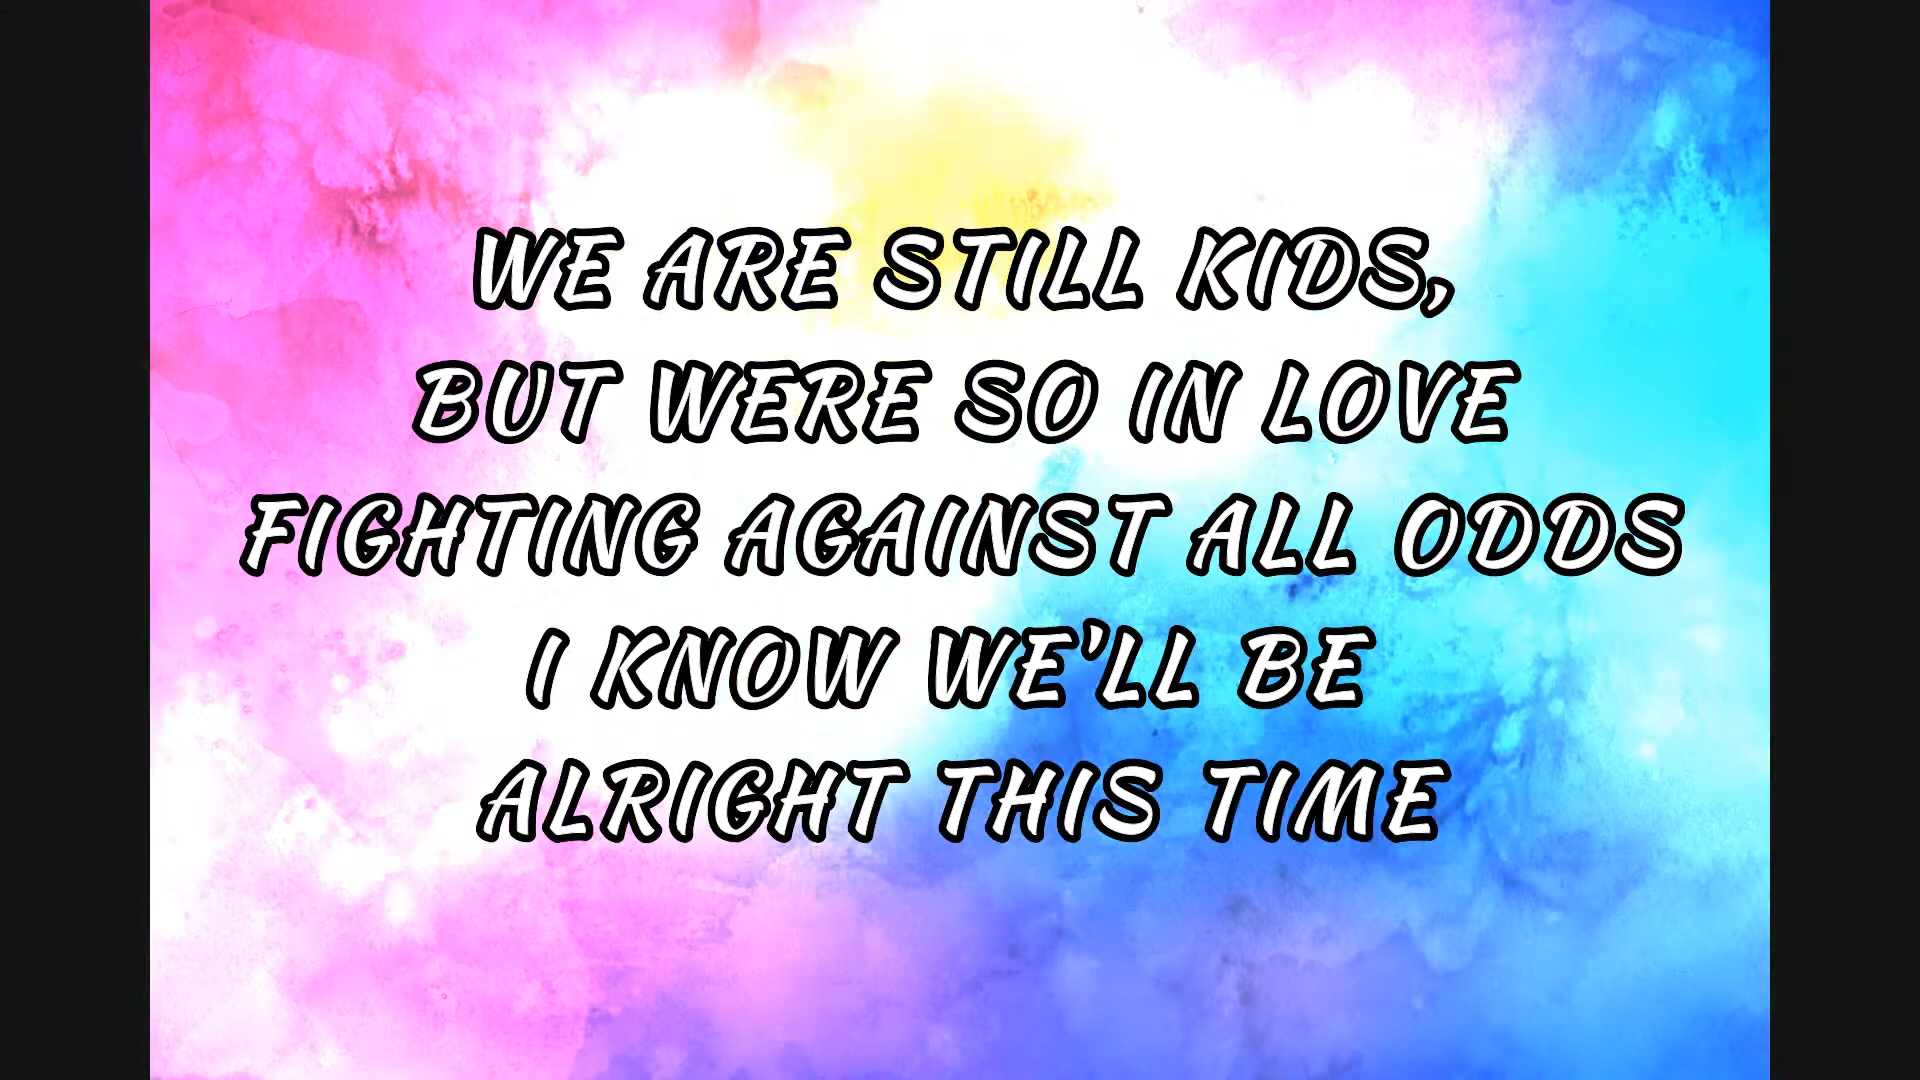 WE ARE STILL KIDS,
BUT WERE SO IN LOVE
FIGHTING AGAINST ALL ODDS
I KNOW WE'LL BE
ALRIGHT THIS TIME